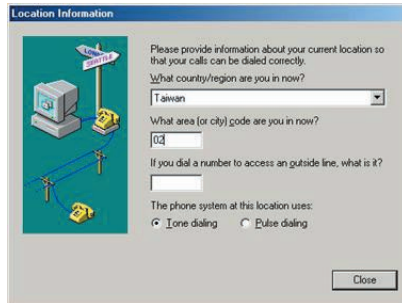 Location Information
LONDON
SEATTLE
Please provide information about your current location so
that your calls can be dialed correctly.
What country/region are you in now?
Taiwan
What area (or city) code are you in now?
02
If you dial a number to access an outside line, what is it?
The phone system at this location uses:
Tone dialing
Pulse dialing
Close